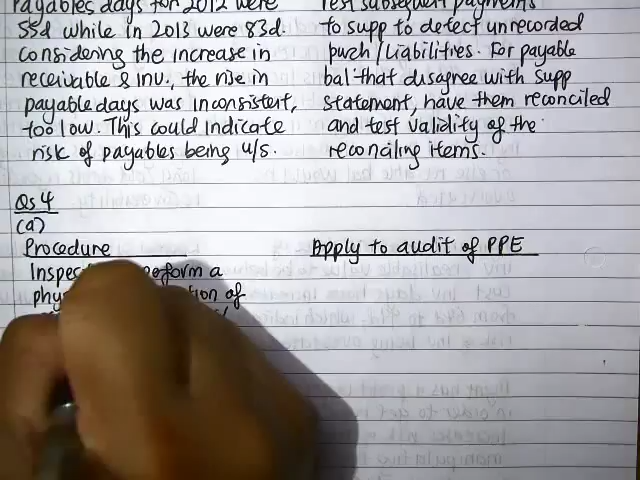 Payables days for 2012 were
55d while in 2013 were 83d.
considering the increase in
receivable & inv., the rise in
payable days was inconsistent,
too low. This could indicate
risk of payables being u/s.
Test subsequent payments
to supp to detect unrecorded
purch/liabilities. For payable
bal that disagree with supp
statement, have them reconciled
and test validity of the
reconciling items.
Qs 4
(a)
Procedure
Apply to audit of PPE
a
of